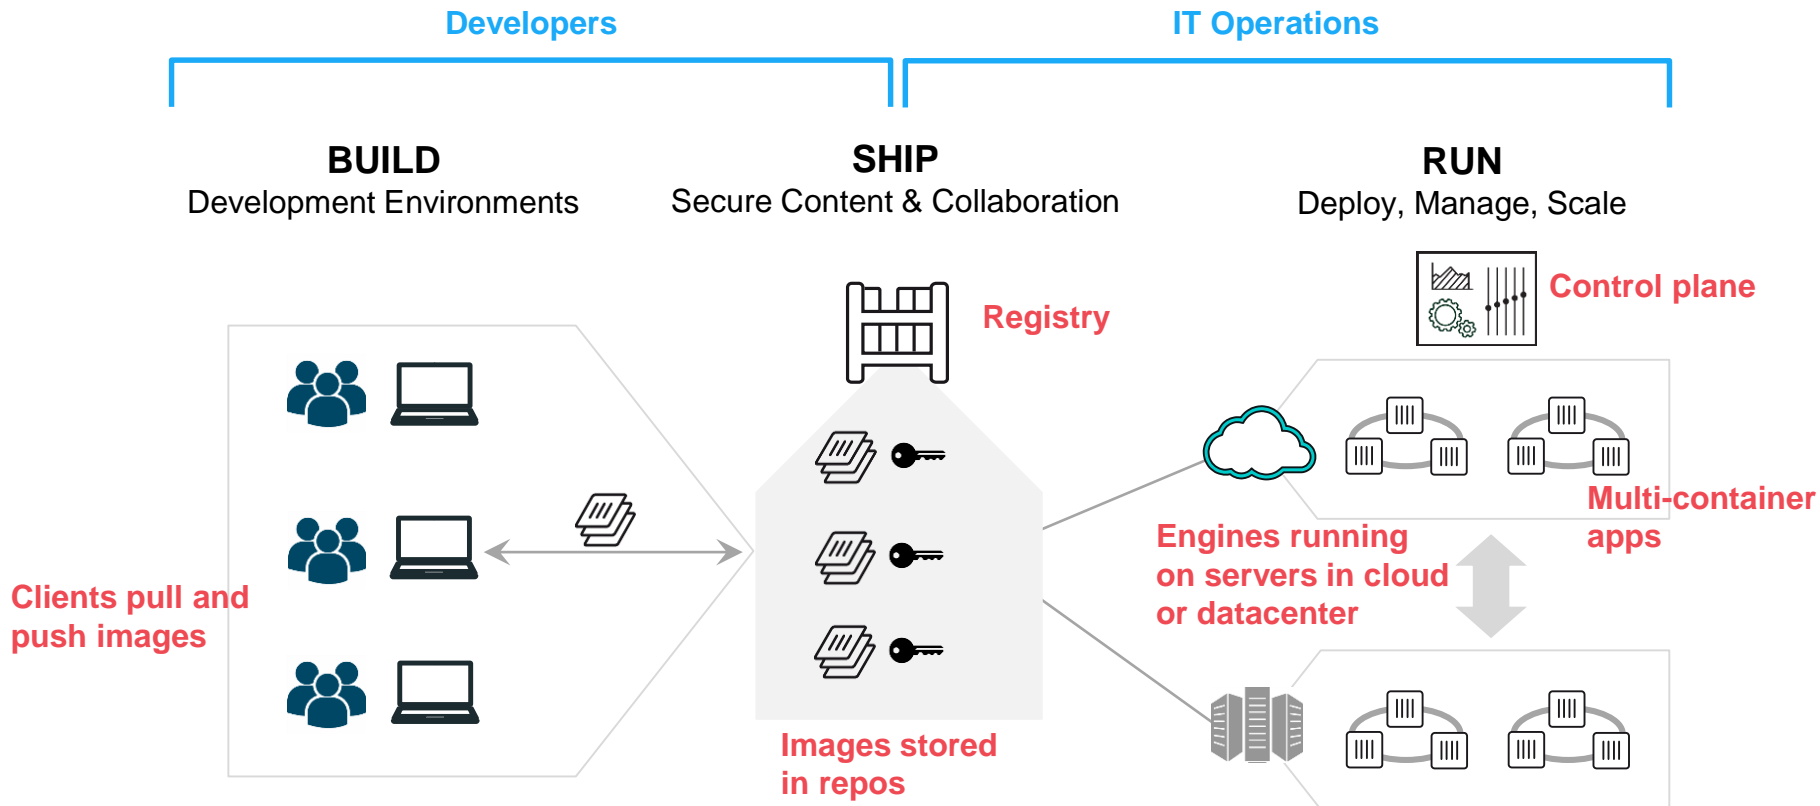 Developers
IT Operations
BUILD
Development Environments
SHIP
Secure Content & Collaboration
RUN
Deploy, Manage, Scale
Registry
Control plane
Clients pull and
push images
Images stored
in repos
Engines running
on servers in cloud
or datacenter
Multi-container
apps